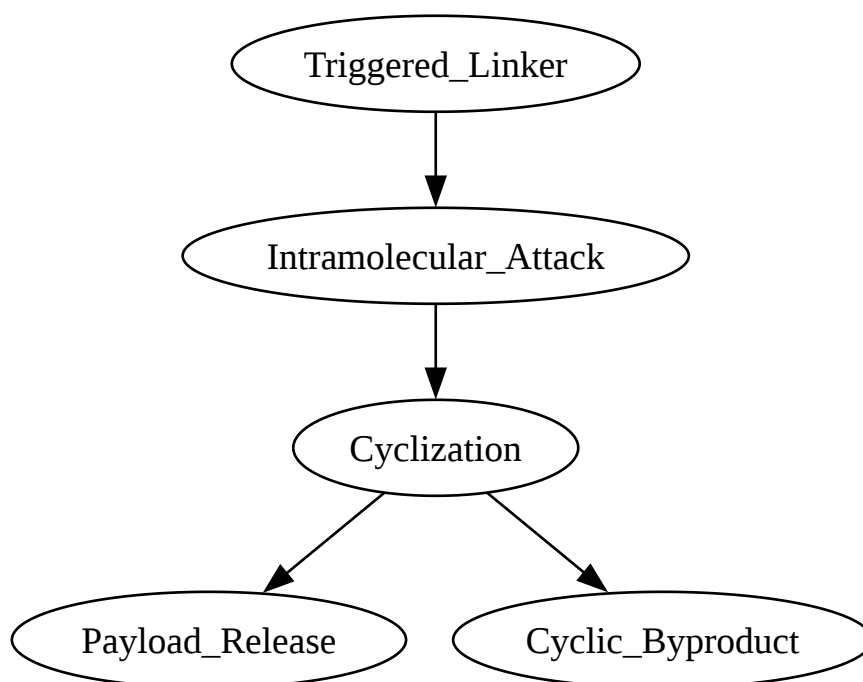 Triggered_Linker
Intramolecular_Attack
Cyclization
Payload_Release
Cyclic_Byproduct